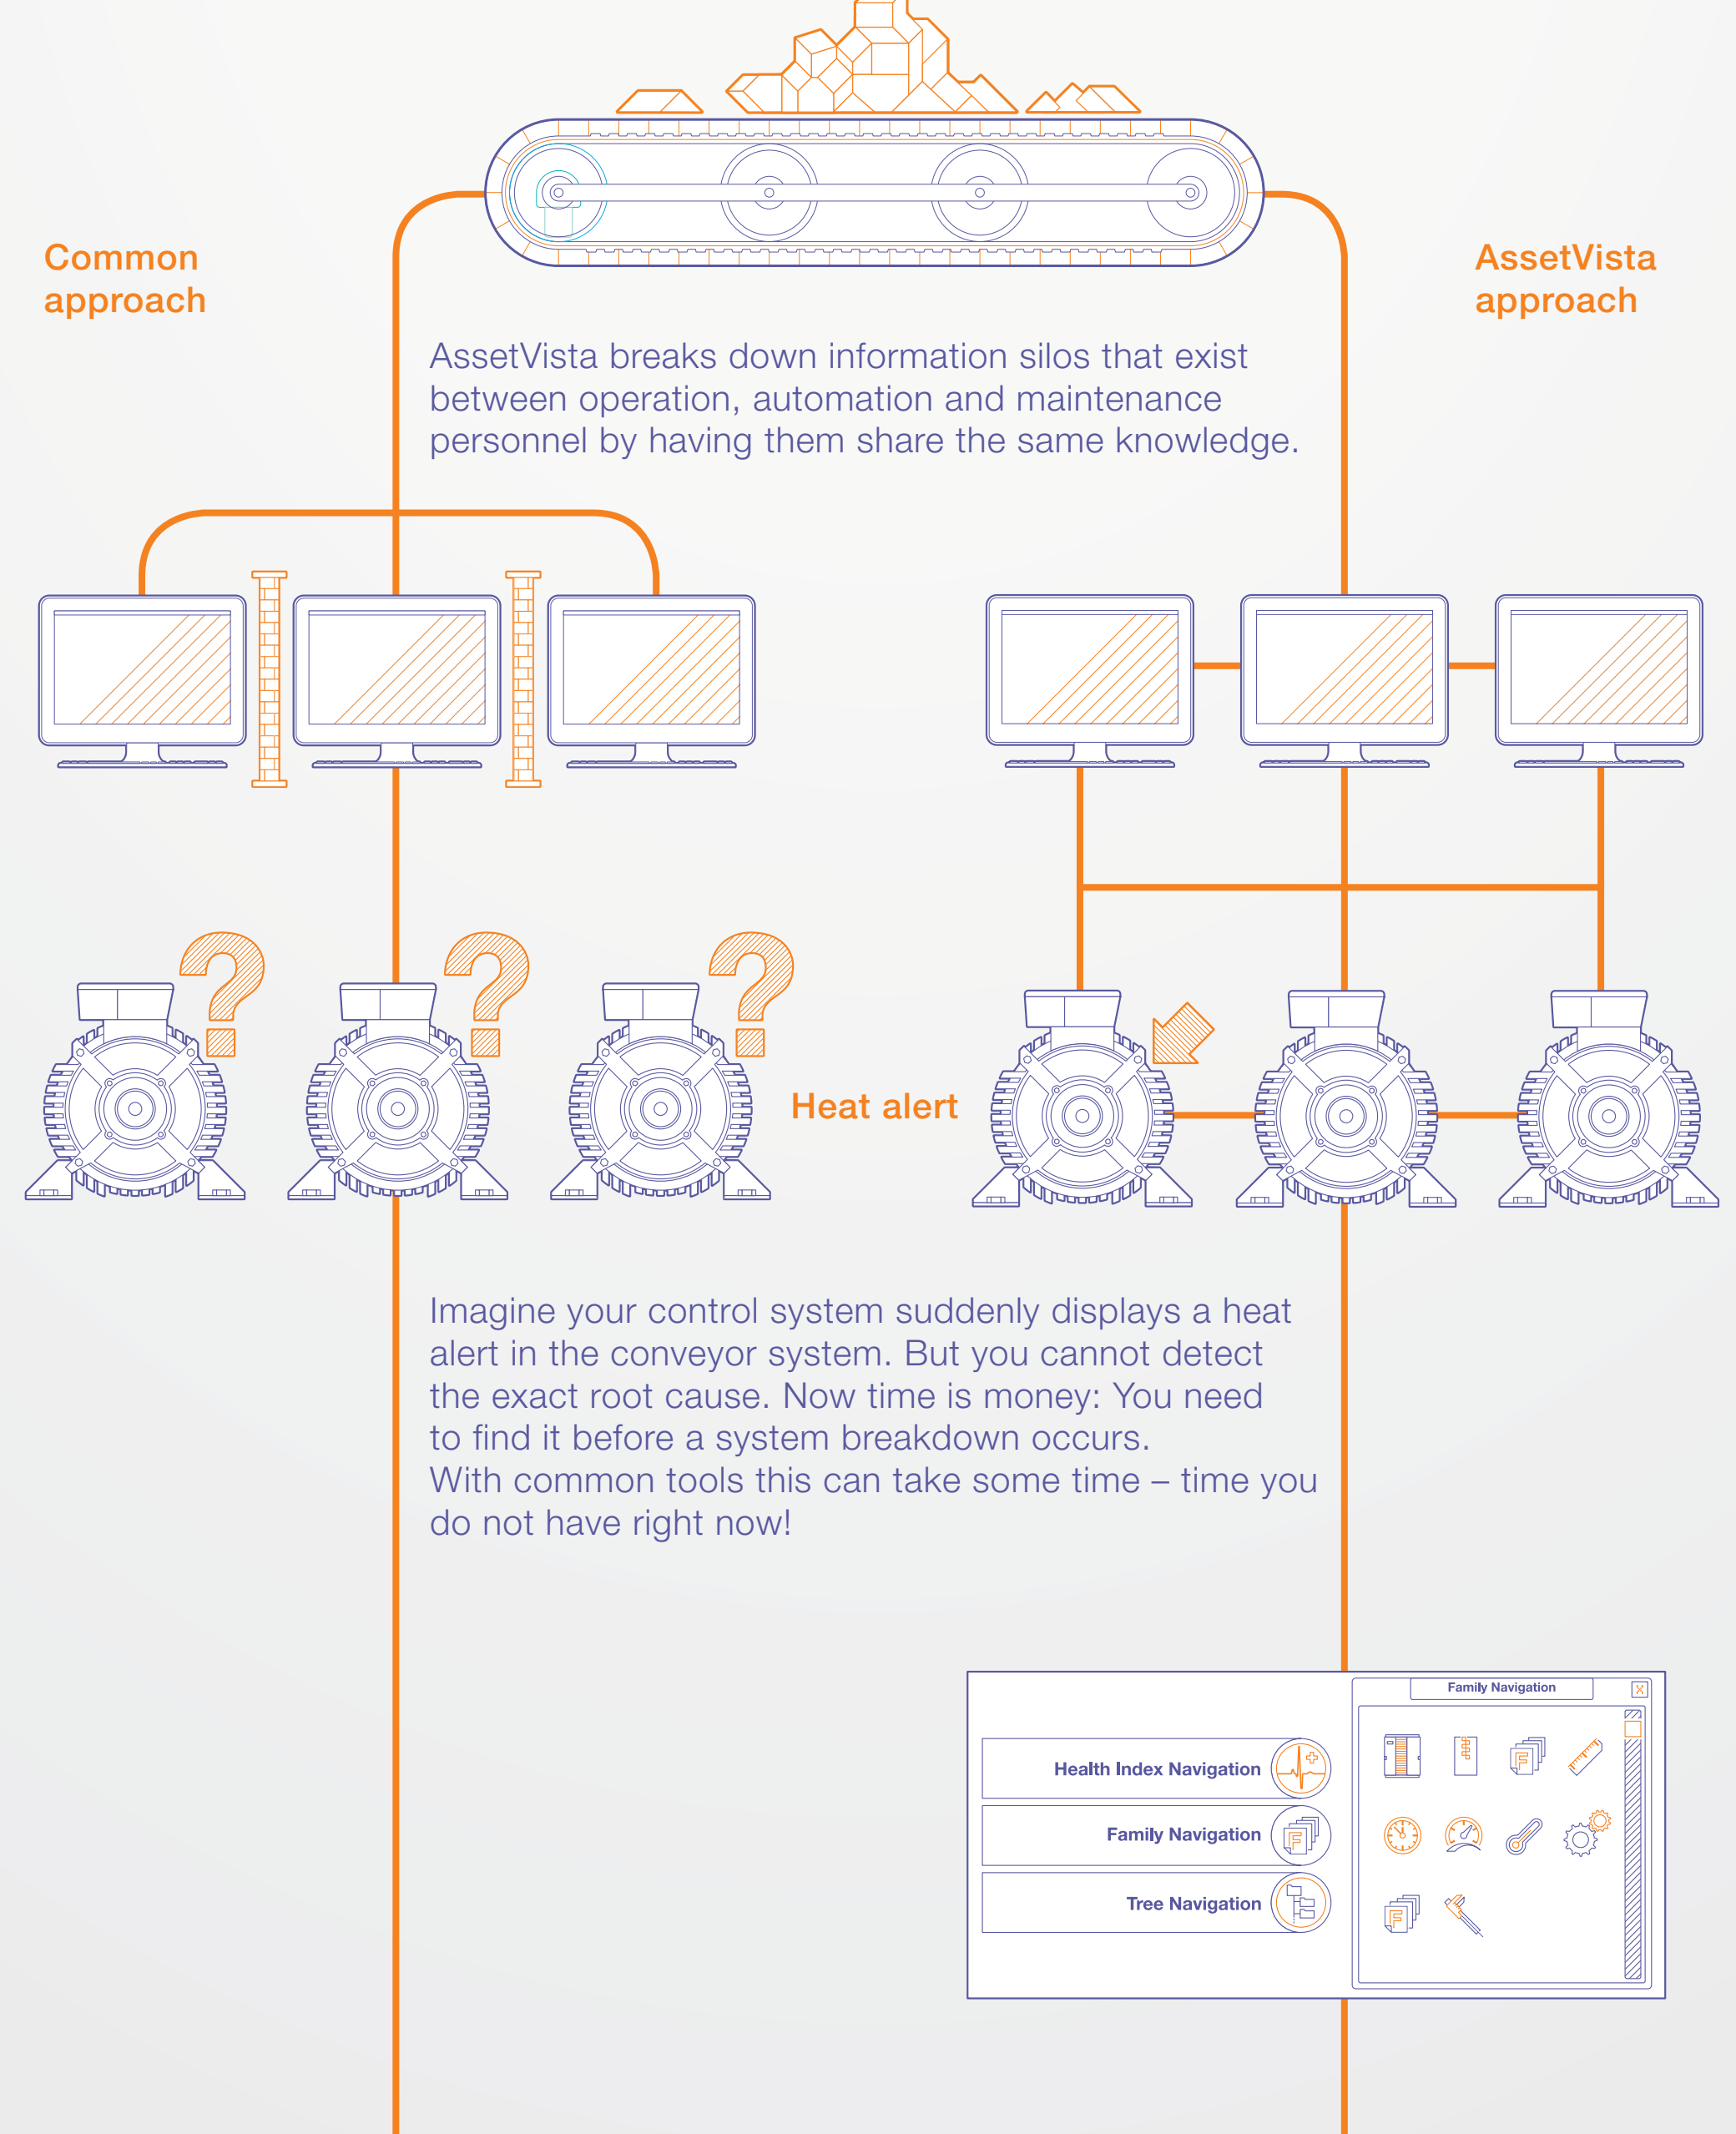 Common
approach
AssetVista
approach
AssetVista breaks down information silos that exist
between operation, automation and maintenance
personnel by having them share the same knowledge.
? ? ?
Heat alert
Imagine your control system suddenly displays a heat
alert in the conveyor system. But you cannot detect
the exact root cause. Now time is money: You need
to find it before a system breakdown occurs.
With common tools this can take some time – time you
do not have right now!
Family Navigation
X
Health Index Navigation
Family Navigation
F
Tree Navigation
F
F